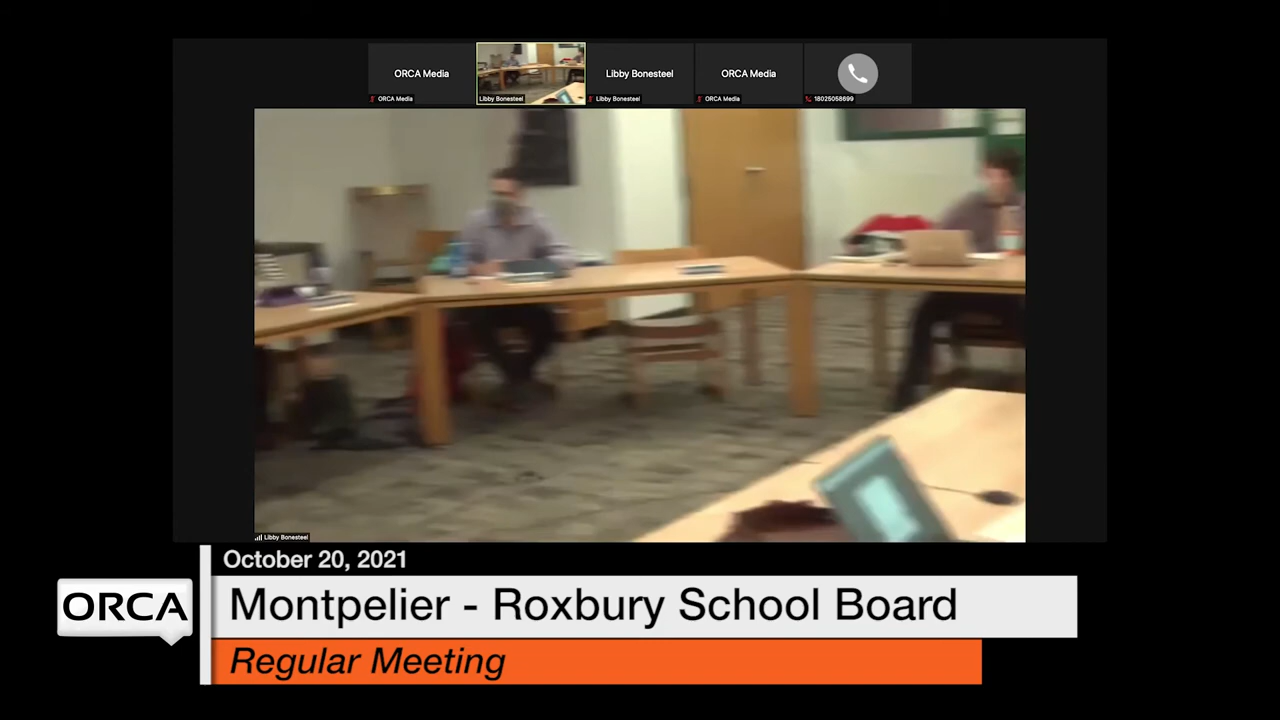 ORCA Media
Libby Bonesteel
ORCA Media
ORCA Media
Libby Bonesteel
Libby Bonesteel
ORCA Media
18025058699
Libby Bonesteel
October 20, 2021
ORCA
Montpelier - Roxbury School Board
Regular Meeting